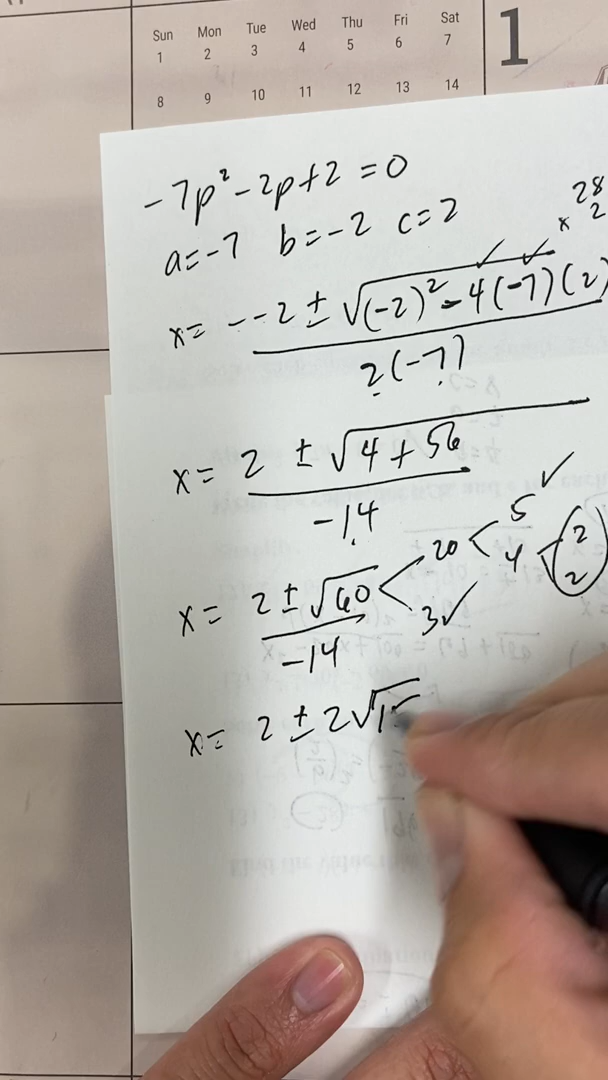 Sun Mon Tue Wed Thu Fri Sat
1 2 3 4 5 6 7
8 9 10 11 12 13 14
1
-7p² - 2p + 2 = 0
a = -7 b = -2 c = 2
28
x 2
x = --2 ± √(-2)² - 4(-7)(2)
2(-7)
x = 2 ± √4 + 56
-14
x = 2 ± √60 < 20 < 5 ✓
4 < 2
2
3 ✓
-14
x = 2 ± 2√15